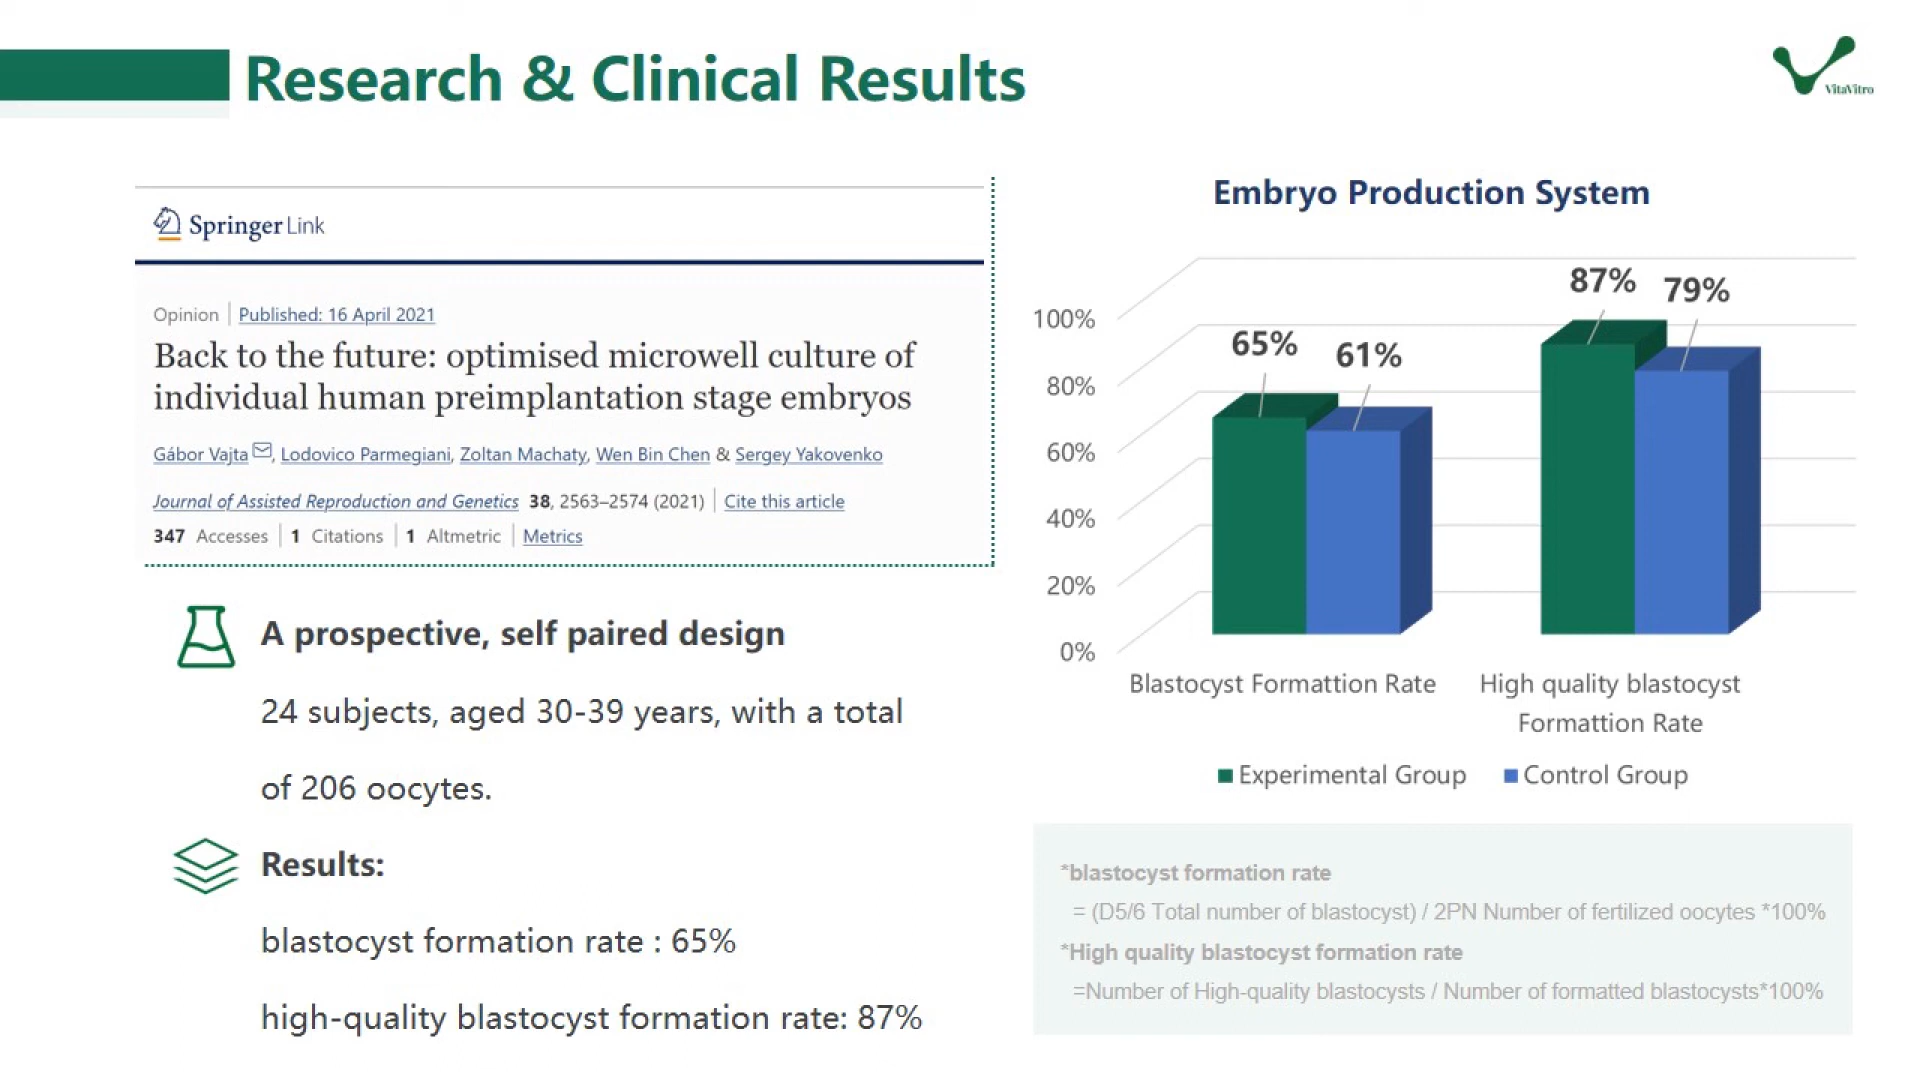 Research & Clinical Results
VitaVitro
Springer Link
Opinion | Published: 16 April 2021
Back to the future: optimised microwell culture of
individual human preimplantation stage embryos
Gábor Vajta, Lodovico Parmegiani, Zoltan Machaty, Wen Bin Chen & Sergey Yakovenko
Journal of Assisted Reproduction and Genetics 38, 2563–2574 (2021) | Cite this article
347 Accesses | 1 Citations | 1 Altmetric | Metrics
A prospective, self paired design
24 subjects, aged 30-39 years, with a total
of 206 oocytes.
Results:
blastocyst formation rate : 65%
high-quality blastocyst formation rate: 87%
Embryo Production System
87%
79%
65%
61%
100%
80%
60%
40%
20%
0%
Blastocyst Formattion Rate
High quality blastocyst
Formattion Rate
Experimental Group
Control Group
*blastocyst formation rate
= (D5/6 Total number of blastocyst) / 2PN Number of fertilized oocytes *100%
*High quality blastocyst formation rate
=Number of High-quality blastocysts / Number of formatted blastocysts*100%